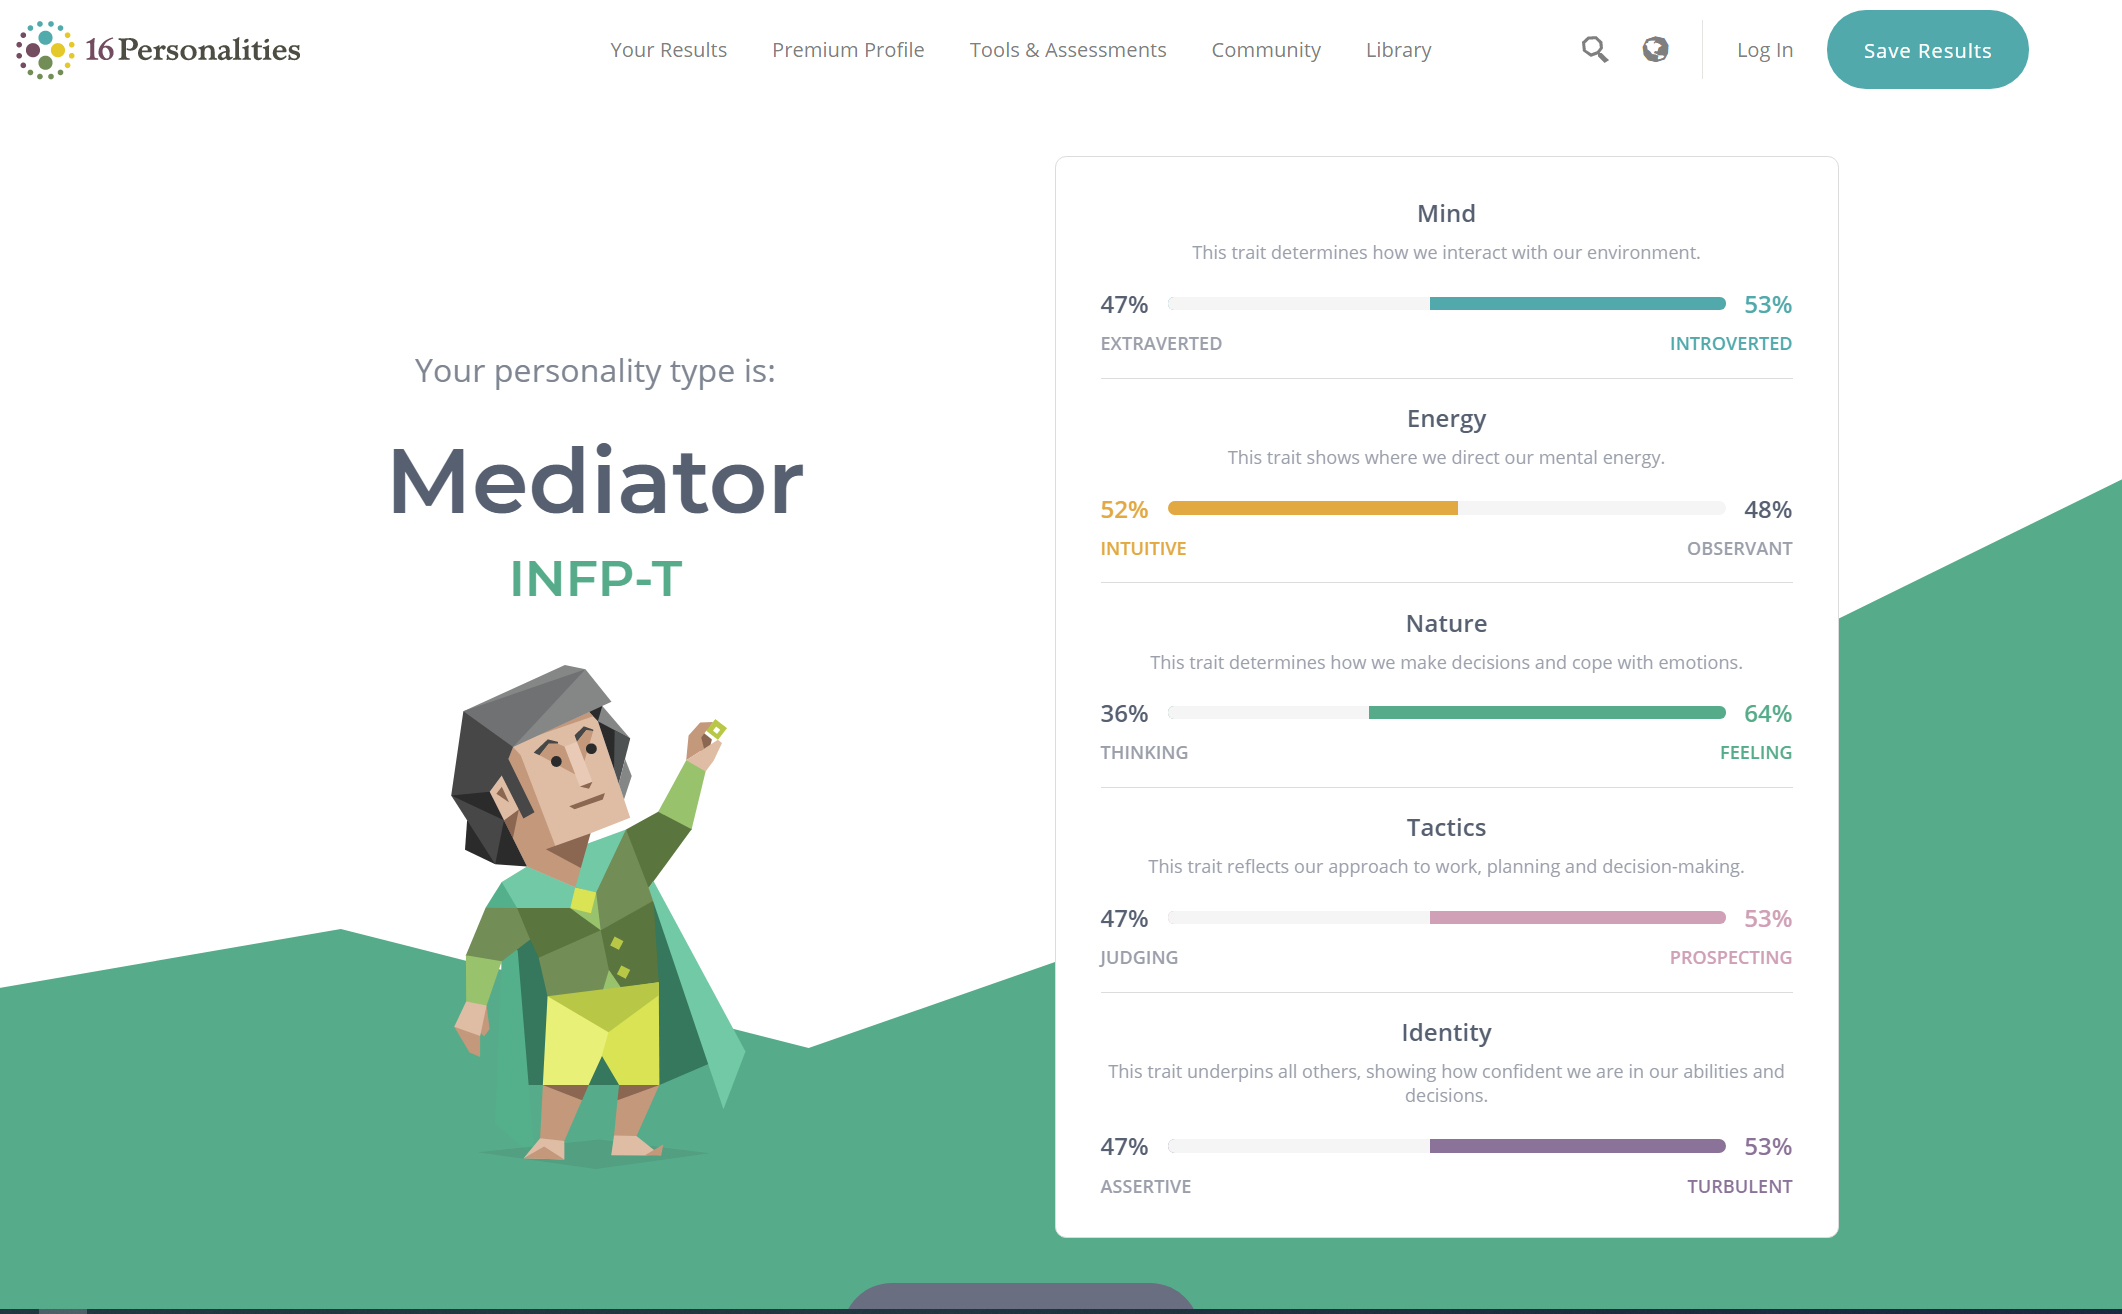 16Personalities
Your Results
Premium Profile
Tools & Assessments
Community
Library
Log In
Save Results
Your personality type is:
Mediator
INFP-T
Mind
This trait determines how we interact with our environment.
47%
53%
EXTRAVERTED
INTROVERTED
Energy
This trait shows where we direct our mental energy.
52%
48%
INTUITIVE
OBSERVANT
Nature
This trait determines how we make decisions and cope with emotions.
36%
64%
THINKING
FEELING
Tactics
This trait reflects our approach to work, planning and decision-making.
47%
53%
JUDGING
PROSPECTING
Identity
This trait underpins all others, showing how confident we are in our abilities and
decisions.
47%
53%
ASSERTIVE
TURBULENT